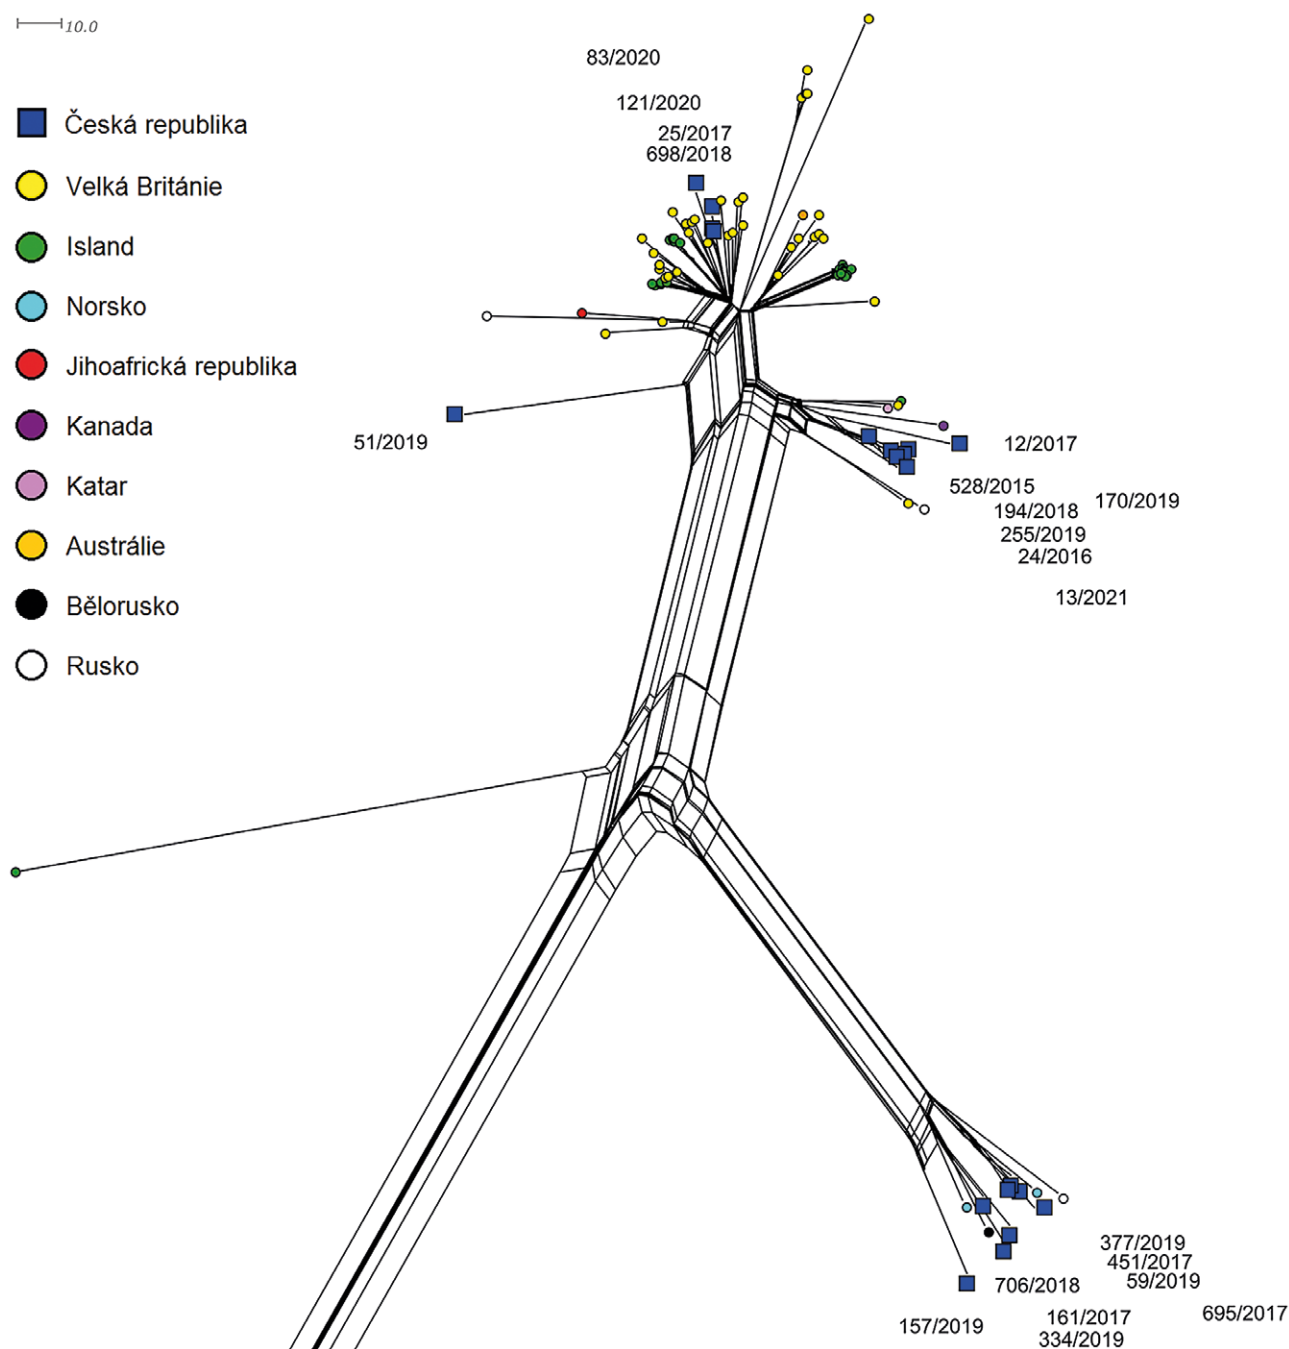 10.0
Česká republika
Velká Británie
Island
Norsko
Jihoafrická republika
Kanada
Katar
Austrálie
Bělorusko
Rusko
83/2020
121/2020
25/2017
698/2018
51/2019
12/2017
528/2015
170/2019
194/2018
255/2019
24/2016
13/2021
377/2019
451/2017
59/2019
706/2018
695/2017
161/2017
157/2019
334/2019